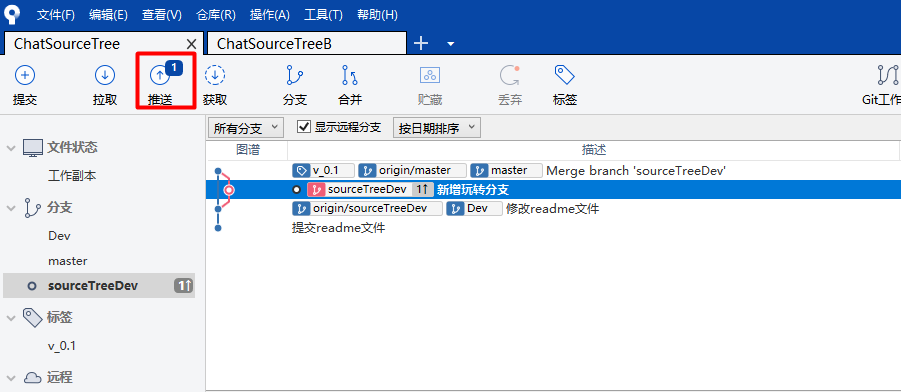 文件(F) 编辑(E) 查看(V) 仓库(R) 操作(A) 工具(T) 帮助(H)
ChatSourceTree ChatSourceTreeB
1
提交 拉取 推送 获取 分支 合并 贮藏 丢弃 标签 Git工作
所有分支 显示远程分支 按日期排序
图谱 描述
文件状态
工作副本
分支
Dev
master
sourceTreeDev 1↑
标签
v_0.1
远程
v_0.1 origin/master master Merge branch 'sourceTreeDev'
sourceTreeDev 1↑ 新增玩转分支
origin/sourceTreeDev Dev 修改readme文件
提交readme文件